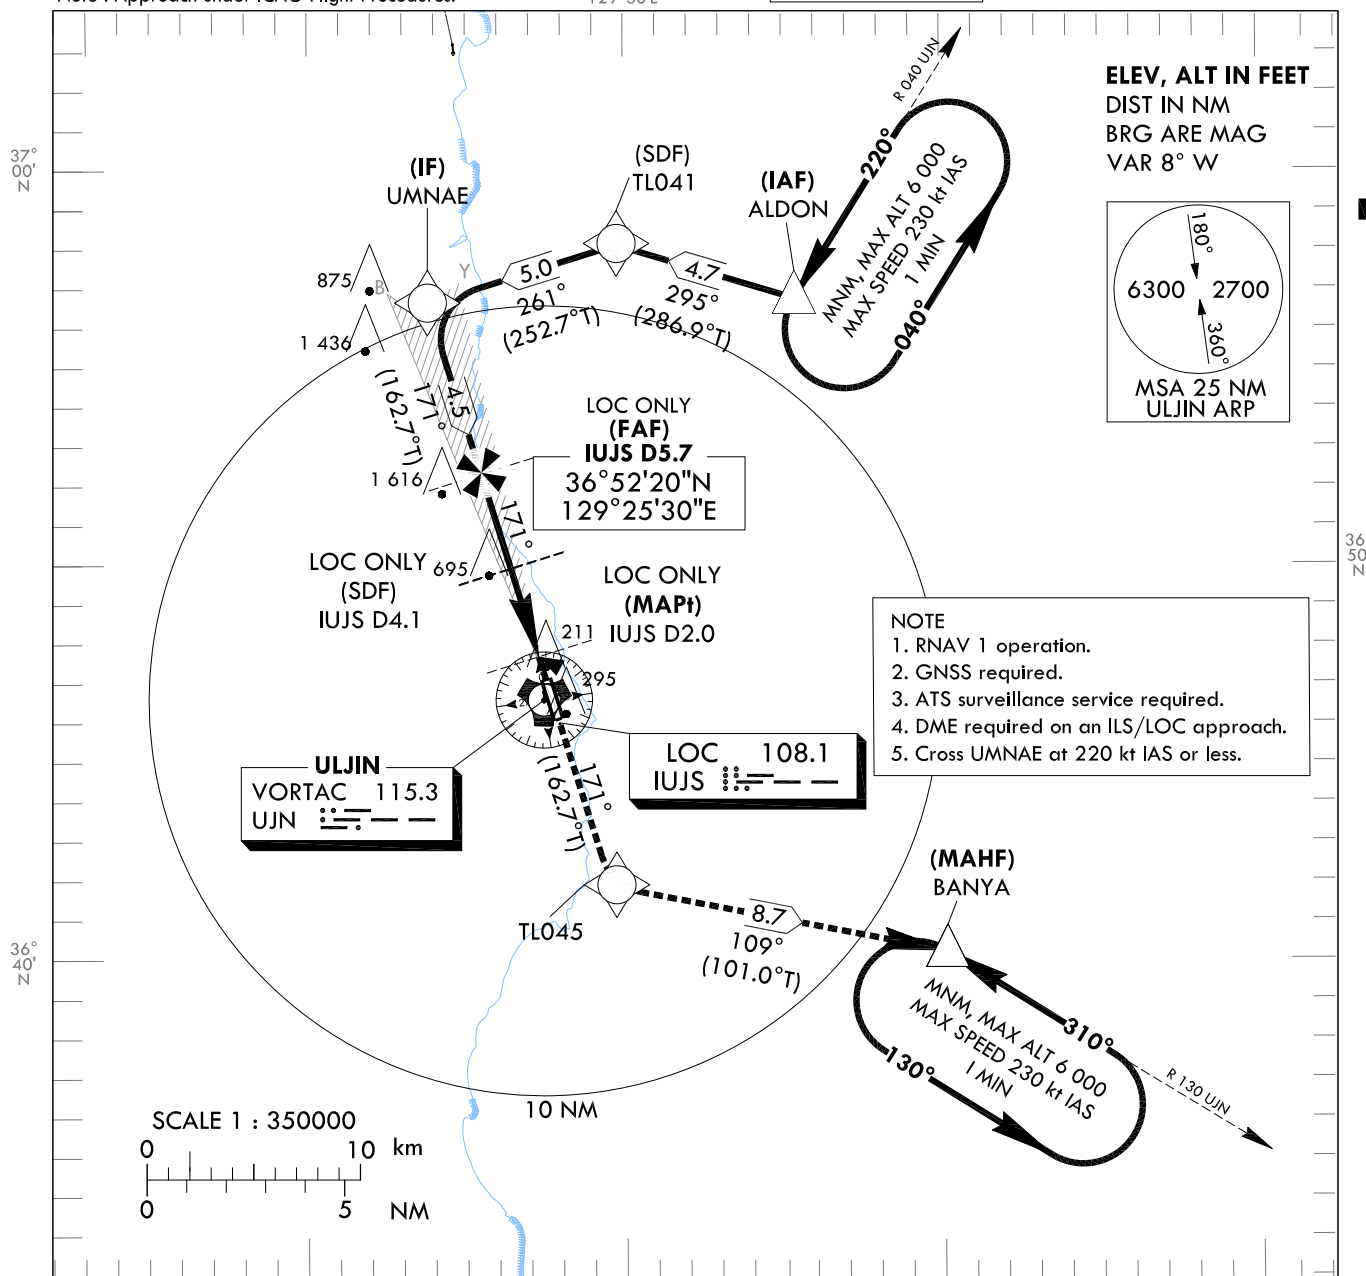 Note : Approach under ICAO Flight Procedures.
129°30'E
ELEV, ALT IN FEET
DIST IN NM
BRG ARE MAG
VAR 8° W
37°
00'
N
(IF)
UMNAE
(SDF)
TL041
(IAF)
ALDON
R 040 UJN
220°
MNM, MAX ALT 6 000
MAX SPEED 230 kt IAS
1 MIN
040°
180°
6300
2700
360°
MSA 25 NM
ULJIN ARP
875
B
Y
5.0
261°
(252.7°T)
4.7
295°
(286.9°T)
1 436
171°
(162.7°T)
4.5
LOC ONLY
(FAF)
IUJS D5.7
36°52'20"N
129°25'30"E
1 616
171°
36
50
N
LOC ONLY
(SDF)
IUJS D4.1
695
LOC ONLY
(MAPt)
IUJS D2.0
211
295
NOTE
1. RNAV 1 operation.
2. GNSS required.
3. ATS surveillance service required.
4. DME required on an ILS/LOC approach.
5. Cross UMNAE at 220 kt IAS or less.
ULJIN
VORTAC 115.3
UJN
LOC 108.1
IUJS
171°
(162.7°T)
TL045
8.7
109°
(101.0°T)
(MAHF)
BANYA
36°
40'
N
310°
MNM, MAX ALT 6 000
MAX SPEED 230 kt IAS
1 MIN
130°
R 130 UJN
10 NM
SCALE 1 : 350000
0 10 km
0 5 NM